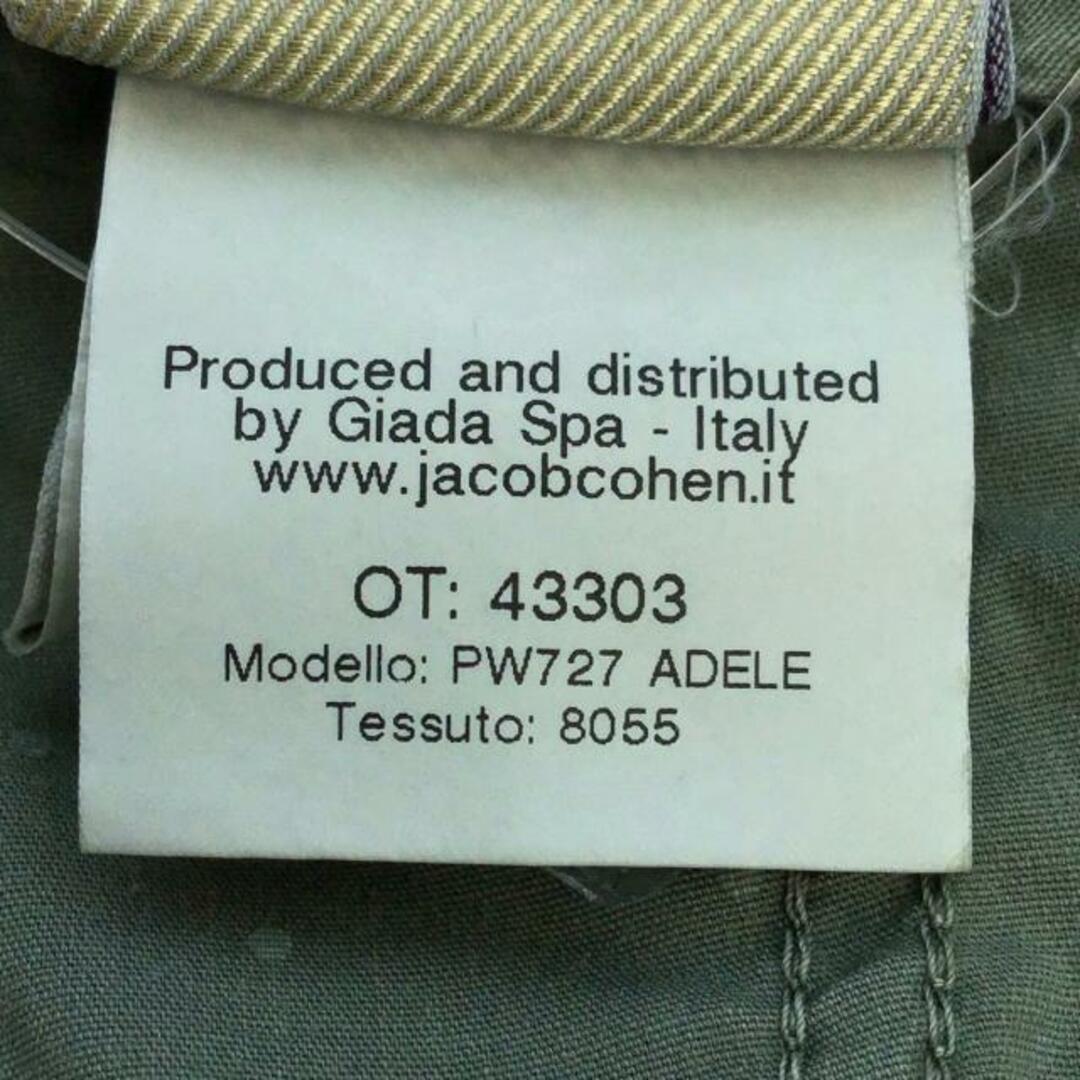 Produced and distributed
by Giada Spa - Italy
www.jacobcohen.it
OT: 43303
Modello: PW727 ADELE
Tessuto: 8055